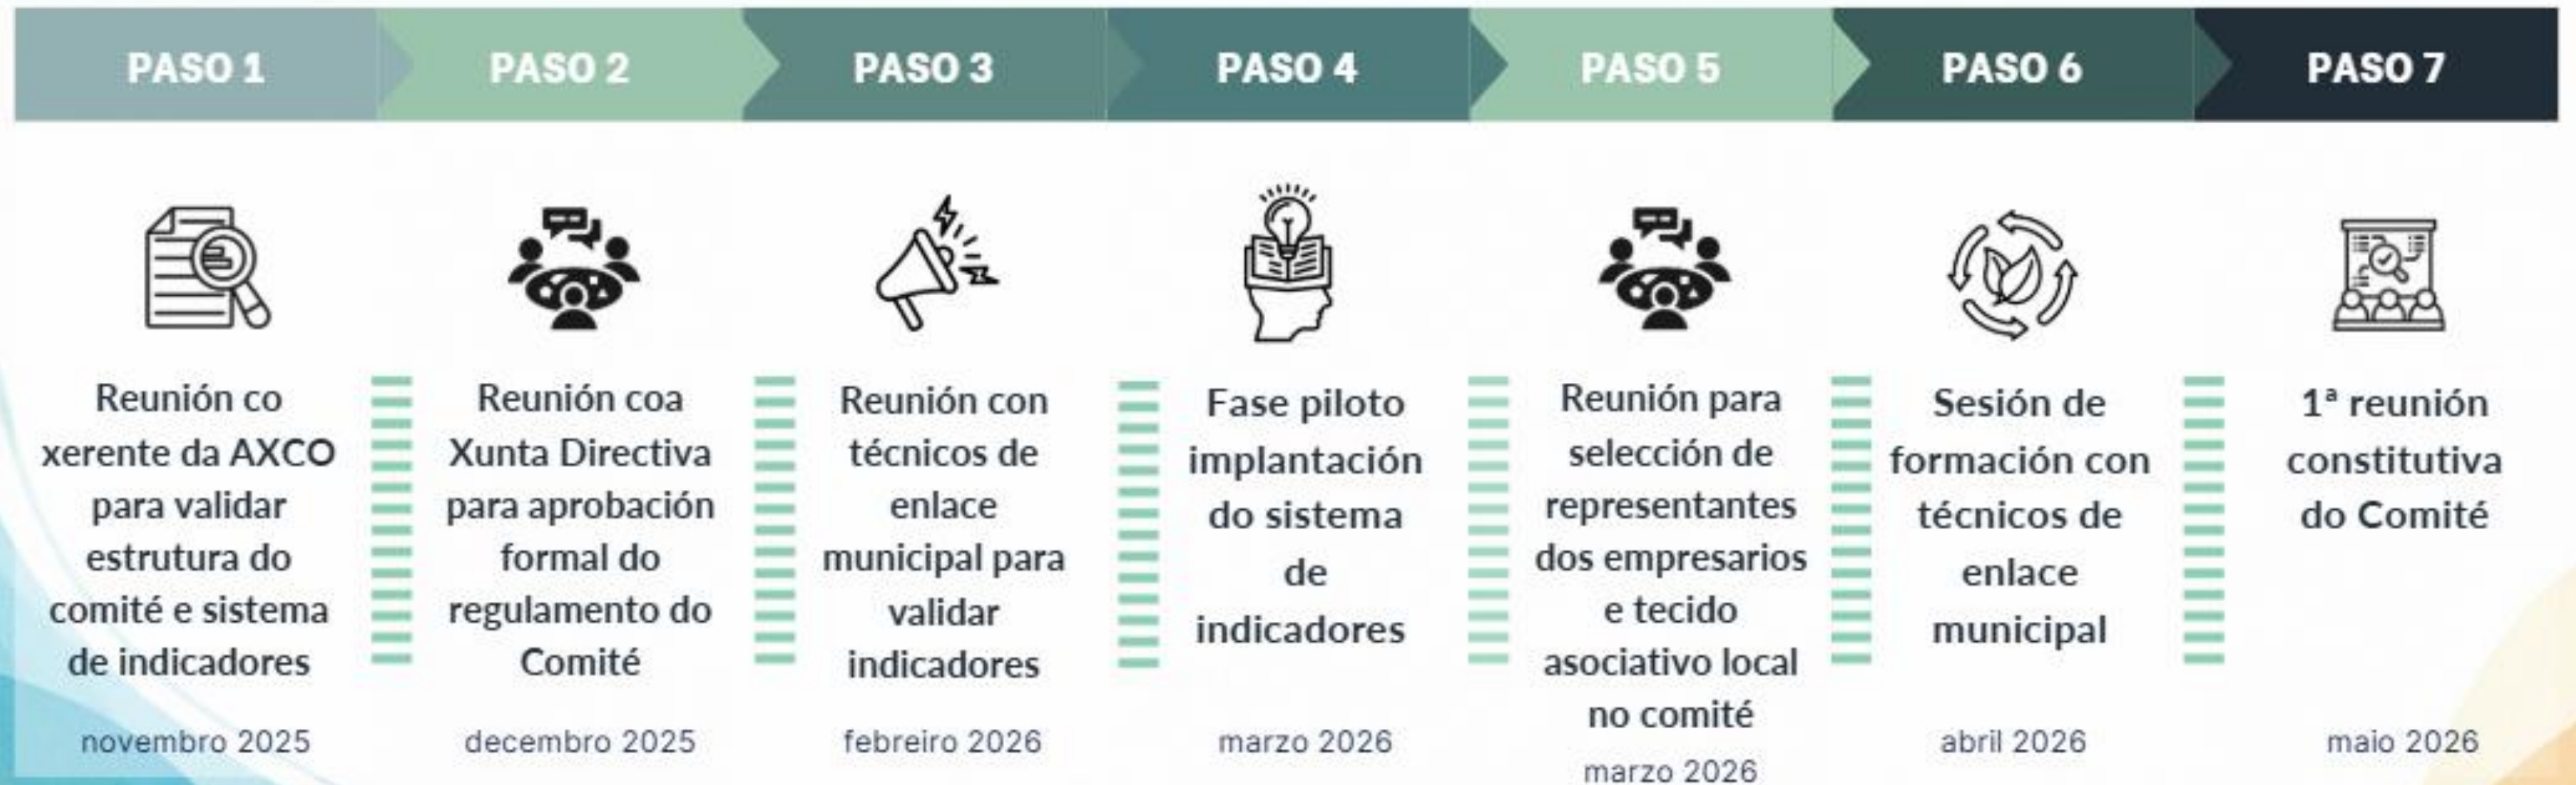 PASO 1
PASO 2
PASO 3
PASO 4
PASO 5
PASO 6
PASO 7
Reunión co
xerente da AXCO
para validar
estrutura do
comité e sistema
de indicadores
novembro 2025
Reunión coa
Xunta Directiva
para aprobación
formal do
regulamento do
Comité
decembro 2025
Reunión con
técnicos de
enlace
municipal para
validar
indicadores
febreiro 2026
Fase piloto
implantación
do sistema
de
indicadores
marzo 2026
Reunión para
selección de
representantes
dos empresarios
e tecido
asociativo local
no comité
marzo 2026
Sesión de
formación con
técnicos de
enlace
municipal
abril 2026
1ª reunión
constitutiva
do Comité
maio 2026